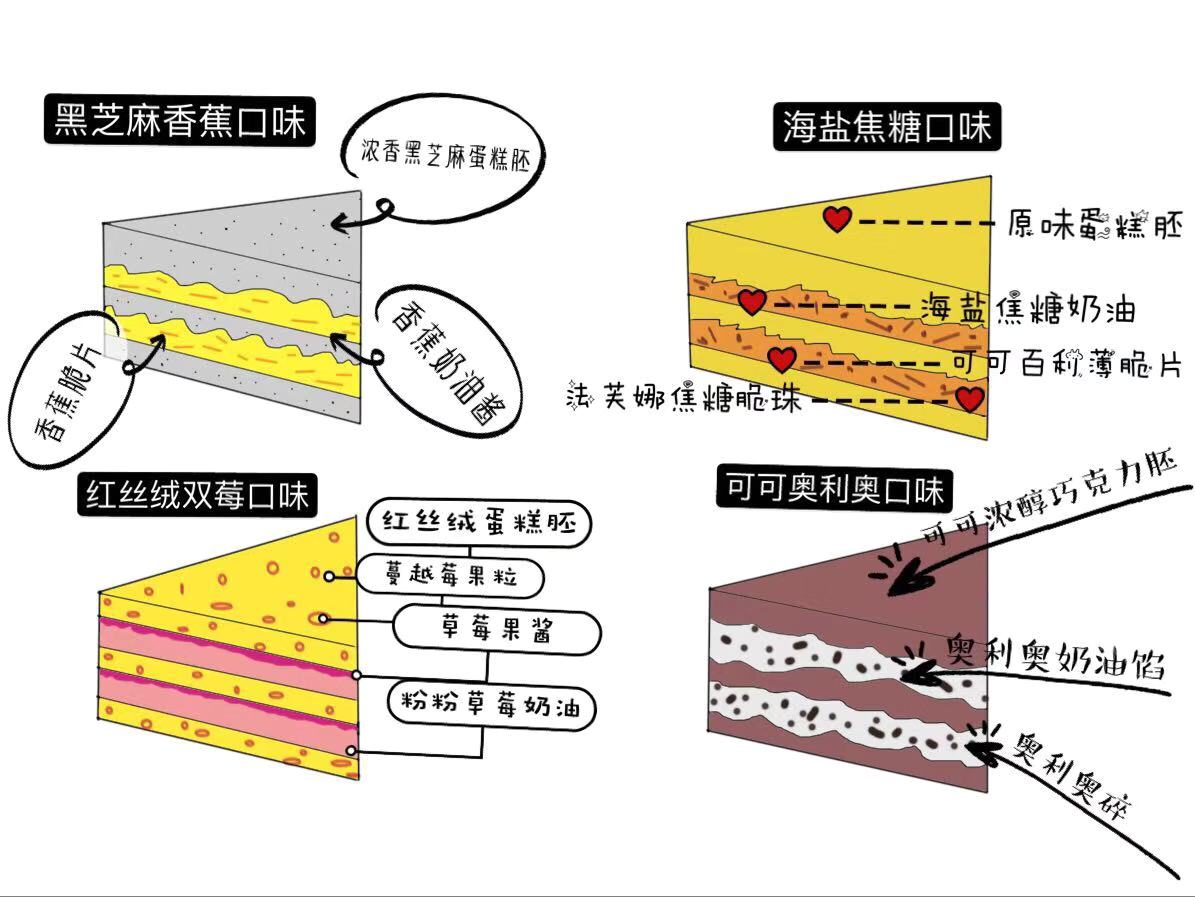 黑芝麻香蕉口味
浓香黑芝麻蛋糕胚
香蕉奶油酱
香蕉脆片
海盐焦糖口味
原味蛋糕胚
海盐焦糖奶油
可可百利薄脆片
法芙娜焦糖脆珠
红丝绒双莓口味
红丝绒蛋糕胚
蔓越莓果粒
草莓果酱
粉粉草莓奶油
可可奥利奥口味
可可浓醇巧克力胚
奥利奥奶油馅
奥利奥碎